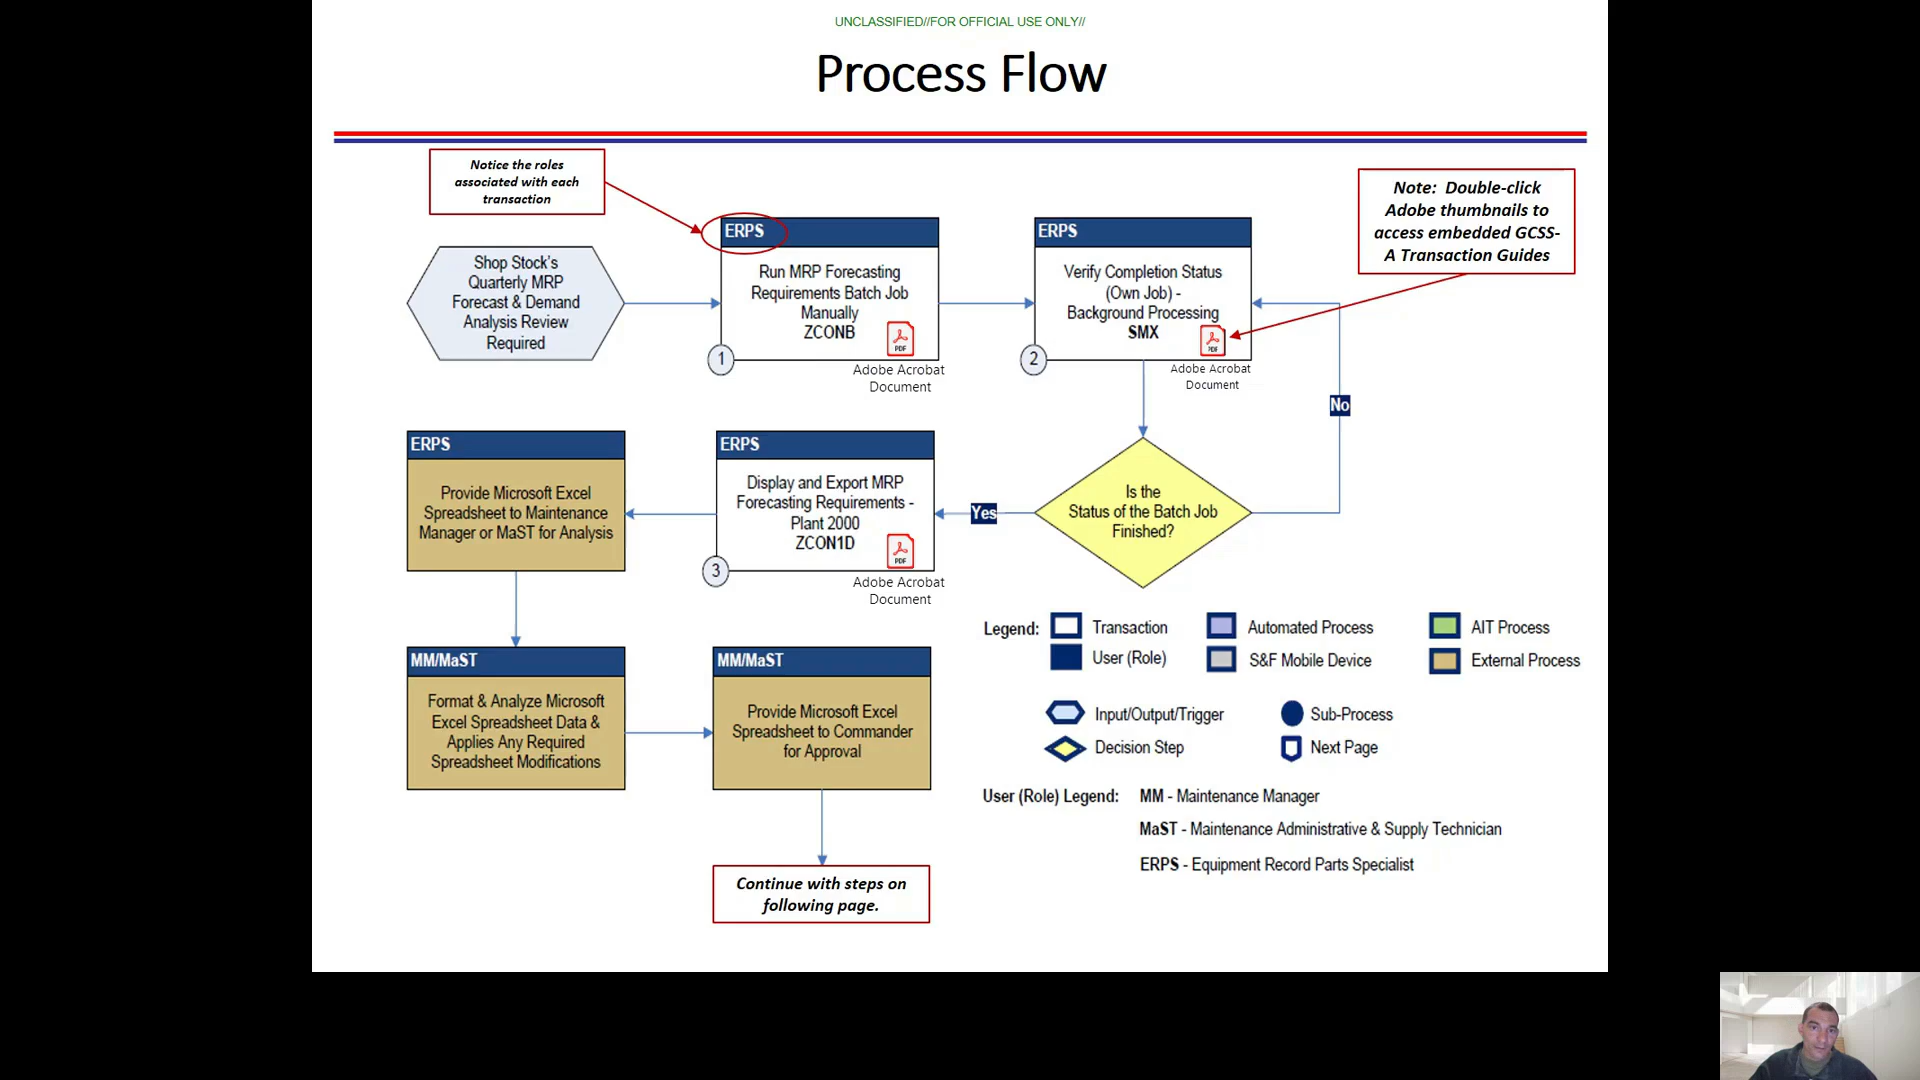 UNCLASSIFIED//FOR OFFICIAL USE ONLY//
Process Flow
Notice the roles
associated with each
transaction
Note: Double-click
Adobe thumbnails to
access embedded GCSS-
A Transaction Guides
Shop Stock's
Quarterly MRP
Forecast & Demand
Analysis Review
Required
ERPS
Run MRP Forecasting
Requirements Batch Job
Manually
ZCONB
PDF
1
Adobe Acrobat
Document
ERPS
Verify Completion Status
(Own Job) -
Background Processing
SMX
PDF
2
Adobe Acrobat
Document
No
Is the
Status of the Batch Job
Finished?
Yes
ERPS
Display and Export MRP
Forecasting Requirements -
Plant 2000
ZCON1D
PDF
3
Adobe Acrobat
Document
ERPS
Provide Microsoft Excel
Spreadsheet to Maintenance
Manager or MaST for Analysis
MM/MaST
Format & Analyze Microsoft
Excel Spreadsheet Data &
Applies Any Required
Spreadsheet Modifications
MM/MaST
Provide Microsoft Excel
Spreadsheet to Commander
for Approval
Continue with steps on
following page.
Legend:
Transaction
Automated Process
AIT Process
User (Role)
S&F Mobile Device
External Process
Input/Output/Trigger
Sub-Process
Decision Step
Next Page
User (Role) Legend:
MM - Maintenance Manager
MaST - Maintenance Administrative & Supply Technician
ERPS - Equipment Record Parts Specialist